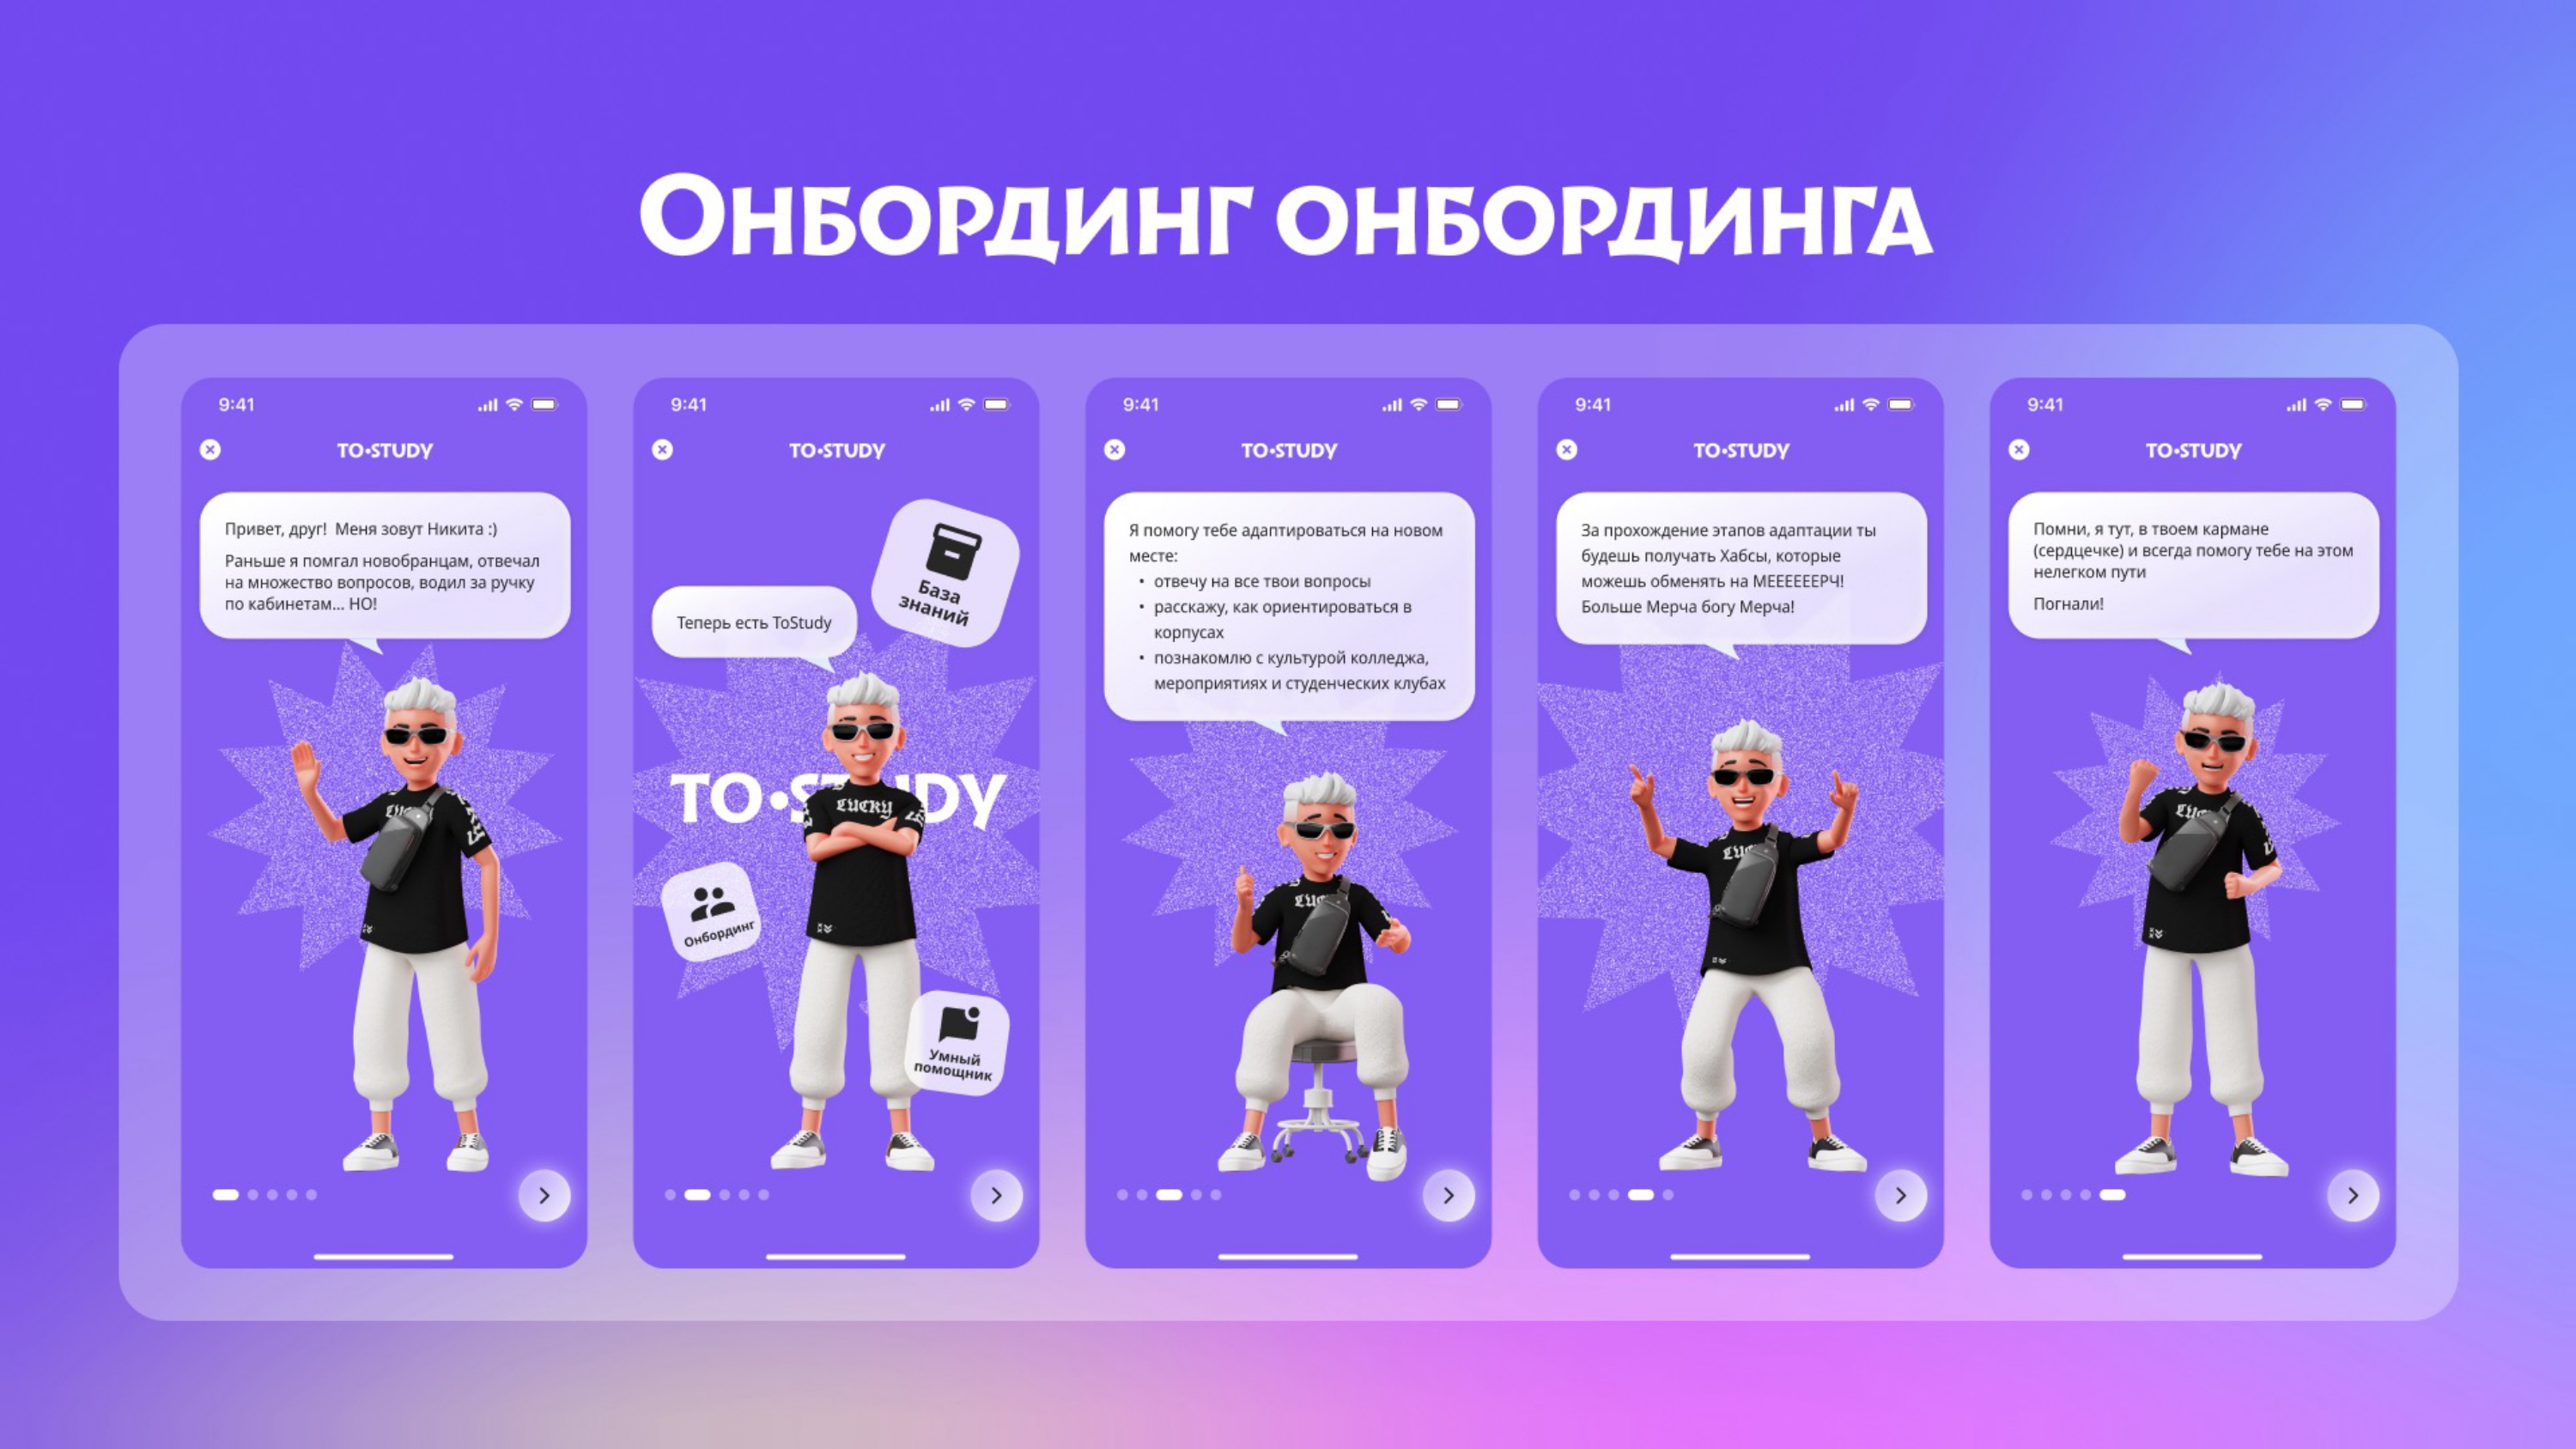 Онбординг онбординга
9:41
TO•STUDY
Привет, друг! Меня зовут Никита :)
Раньше я помгал новобранцам, отвечал
на множество вопросов, водил за ручку
по кабинетам... НО!
LUCKY
9:41
TO•STUDY
База
знаний
Теперь есть ToStudy
TO•STUDY
LUCKY
Онбординг
Умный
помощник
9:41
TO•STUDY
Я помогу тебе адаптироваться на новом
месте:
• отвечу на все твои вопросы
• расскажу, как ориентироваться в
корпусах
• познакомлю с культурой колледжа,
мероприятиях и студенческих клубах
9:41
TO•STUDY
За прохождение этапов адаптации ты
будешь получать Хабсы, которые
можешь обменять на МЕЕЕЕЕЕРЧ!
Больше Мерча богу Мерча!
9:41
TO•STUDY
Помни, я тут, в твоем кармане
(сердцечке) и всегда помогу тебе на этом
нелегком пути
Погнали!